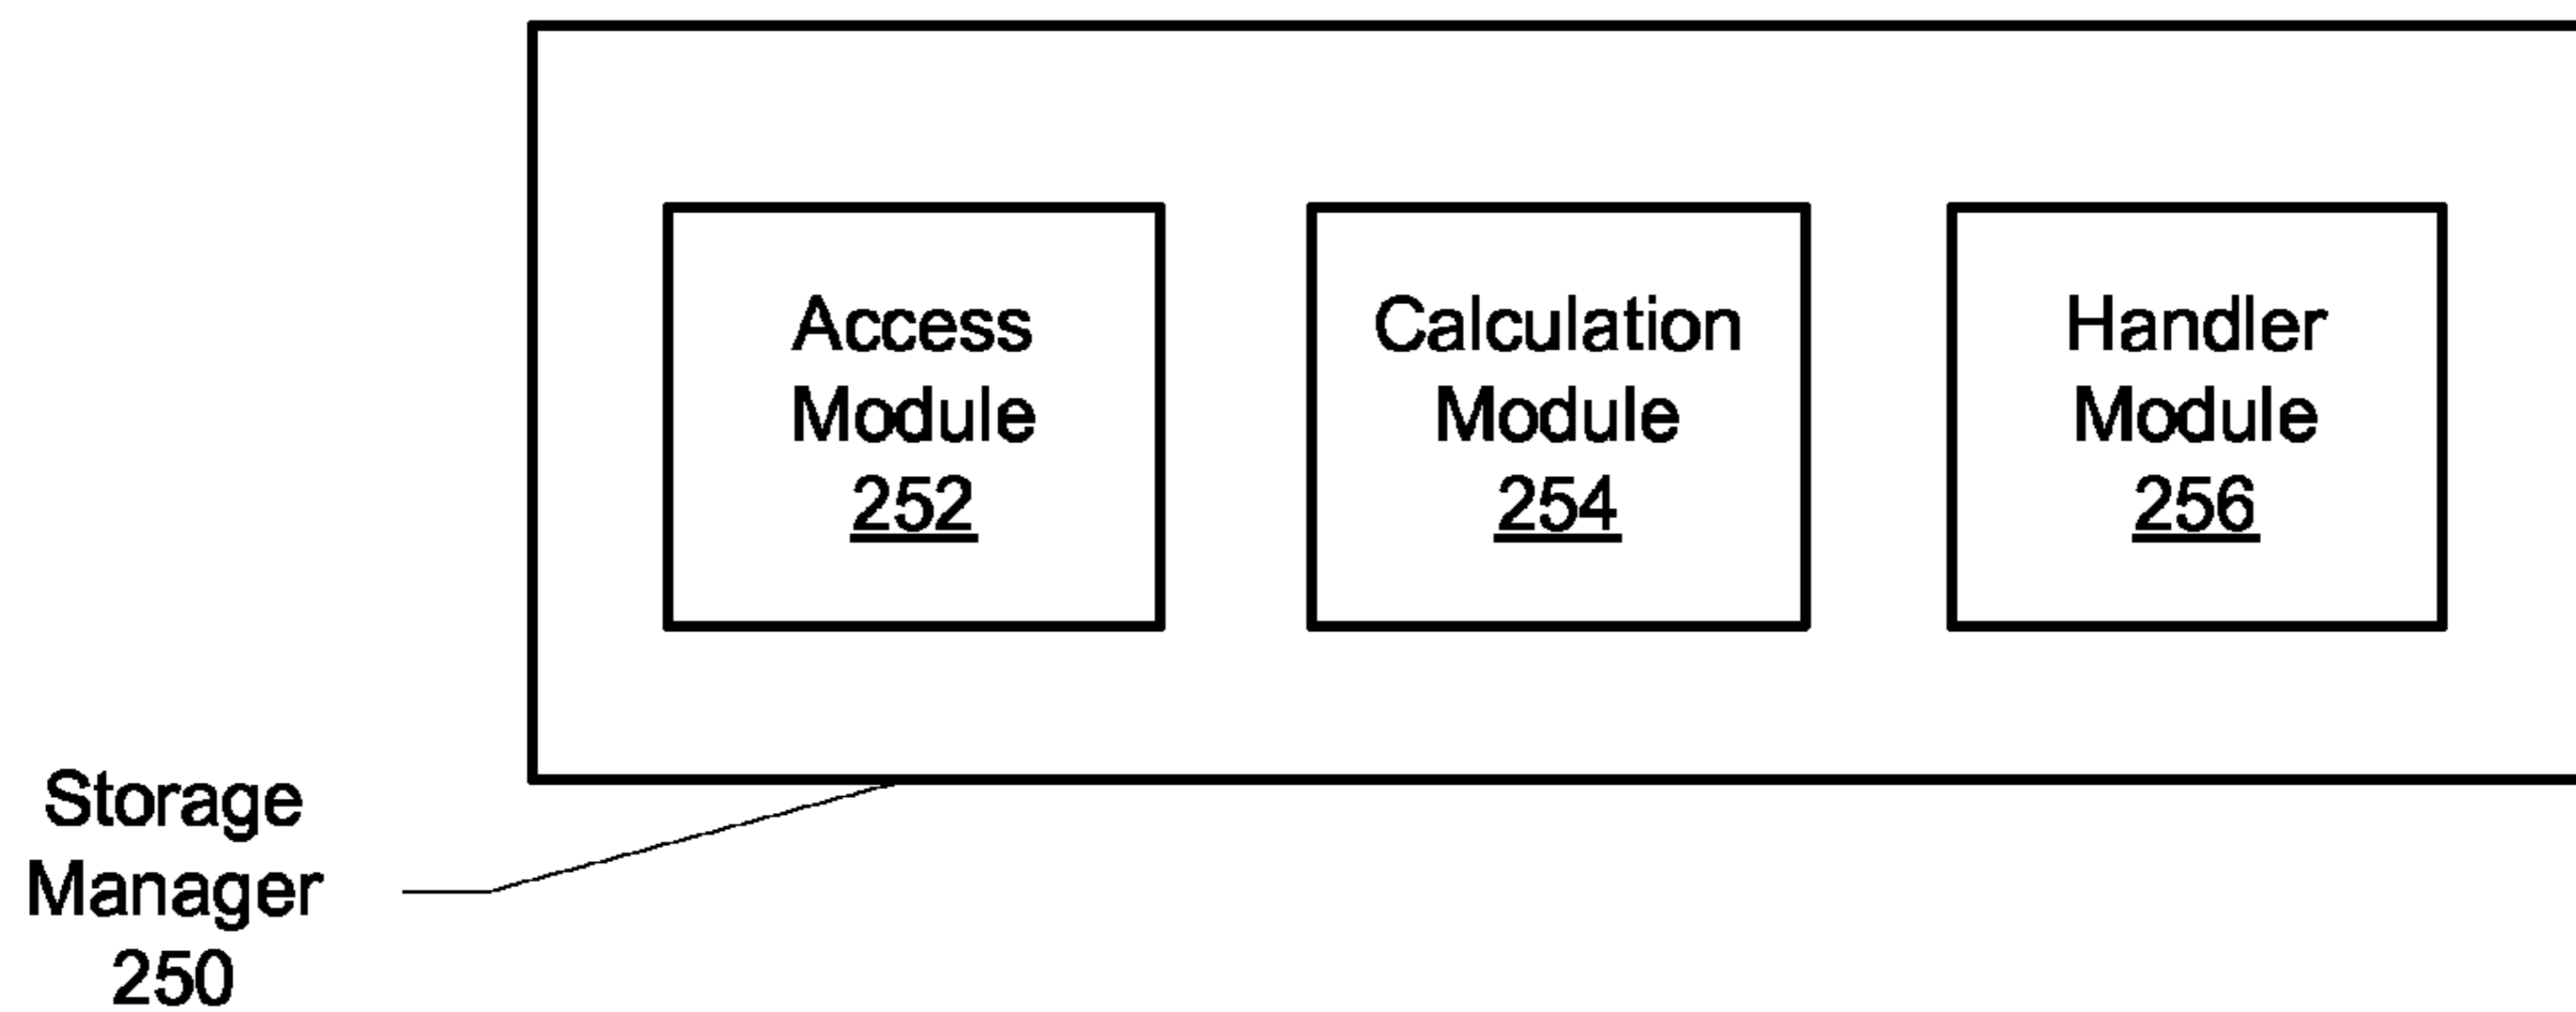 Access
Module
252
Calculation
Module
254
Handler
Module
256
Storage
Manager
250